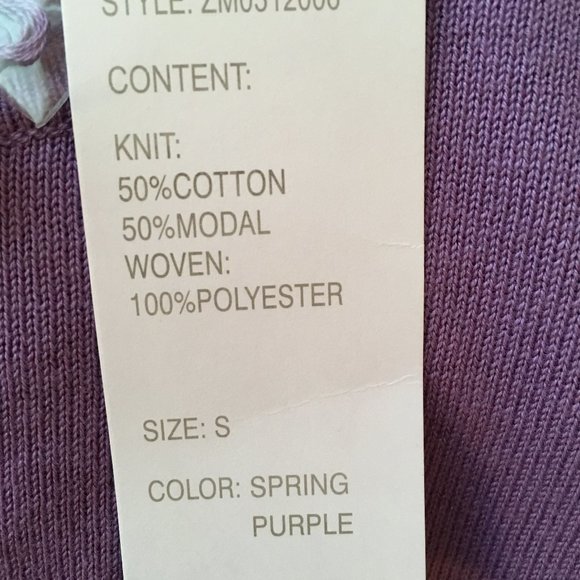 STYLE:
CONTENT:
KNIT:
50%COTTON
50%MODAL
WOVEN:
100%POLYESTER
SIZE: S
COLOR: SPRING
PURPLE